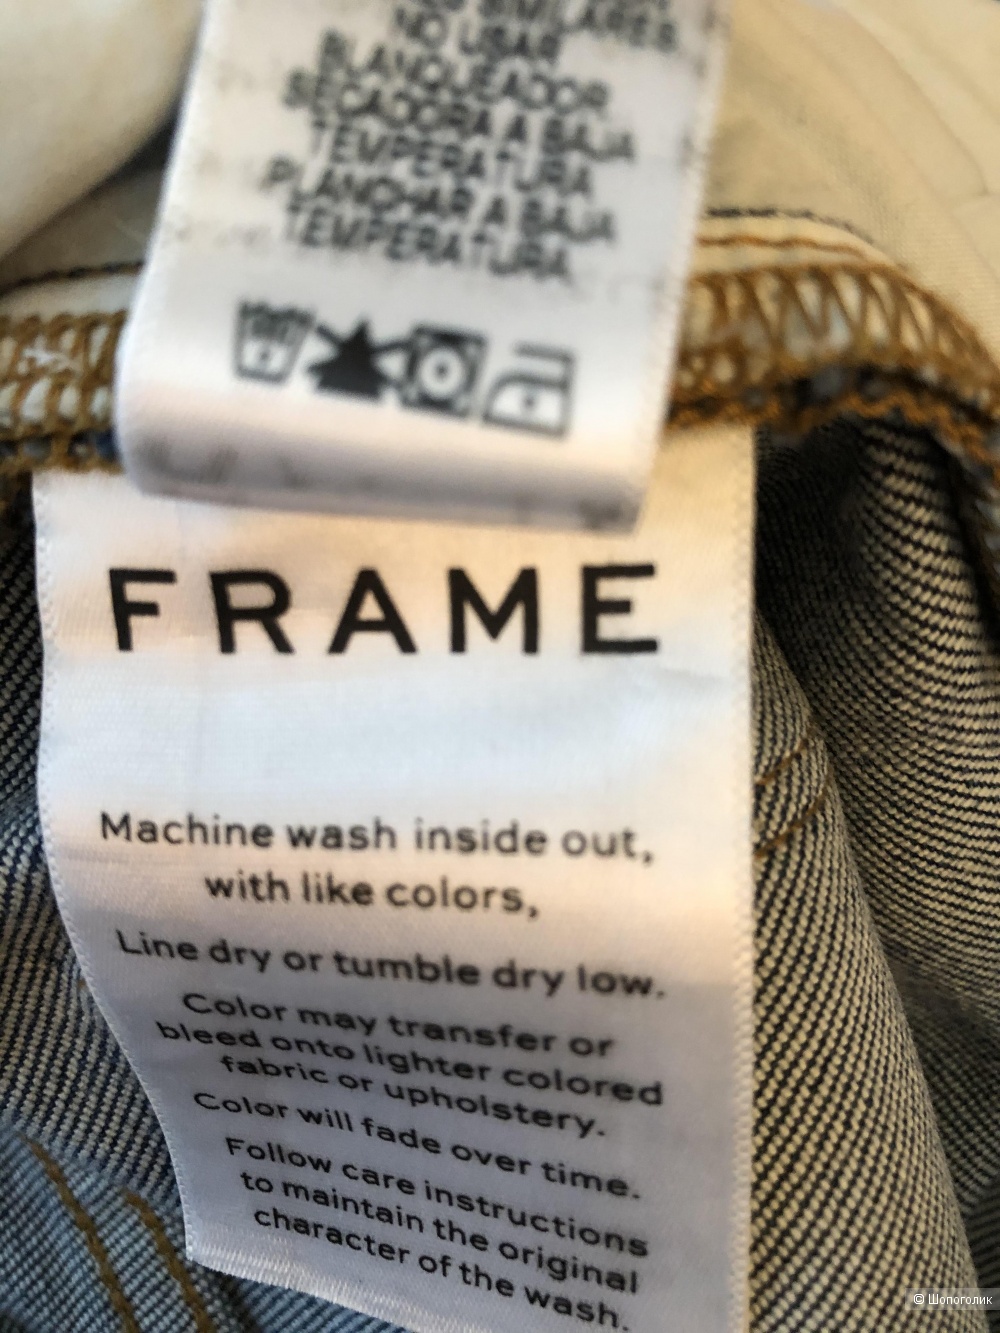 SIMILARES
NO USAR
BLANQUEADOR
SECADORA A BAJA
TEMPERATURA
PLANCHAR A BAJA
TEMPERATURA
FRAME
Machine wash inside out,
with like colors,
Line dry or tumble dry low.
Color may transfer or
bleed onto lighter colored
fabric or upholstery.
Color will fade over time.
Follow care instructions
to maintain the original
character of the wash.
© Шопоголик